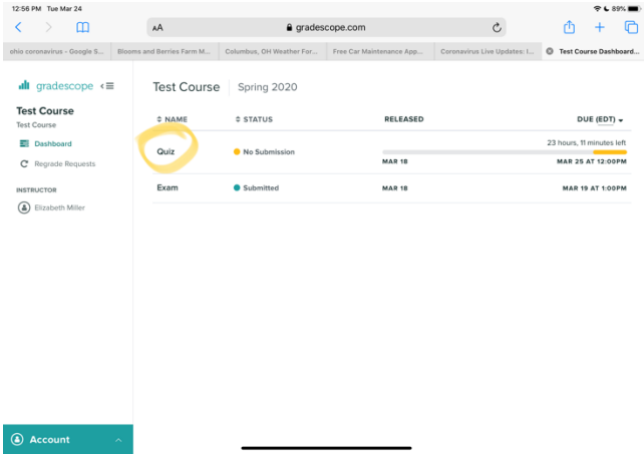 12:56 PM Tue Mar 24
89%
AA
gradescope.com
ohio coronavirus - Google S...
Blooms and Berries Farm M...
Columbus, OH Weather For...
Free Car Maintenance App...
Coronavirus Live Updates: I...
Test Course Dashboard...
gradescope
Test Course
Test Course
Dashboard
Regrade Requests
INSTRUCTOR
Elizabeth Miller
Account
Test Course Spring 2020
NAME STATUS RELEASED DUE (EDT)
23 hours, 11 minutes left
Quiz No Submission
MAR 18 MAR 25 AT 12:00PM
Exam Submitted MAR 18 MAR 19 AT 1:00PM